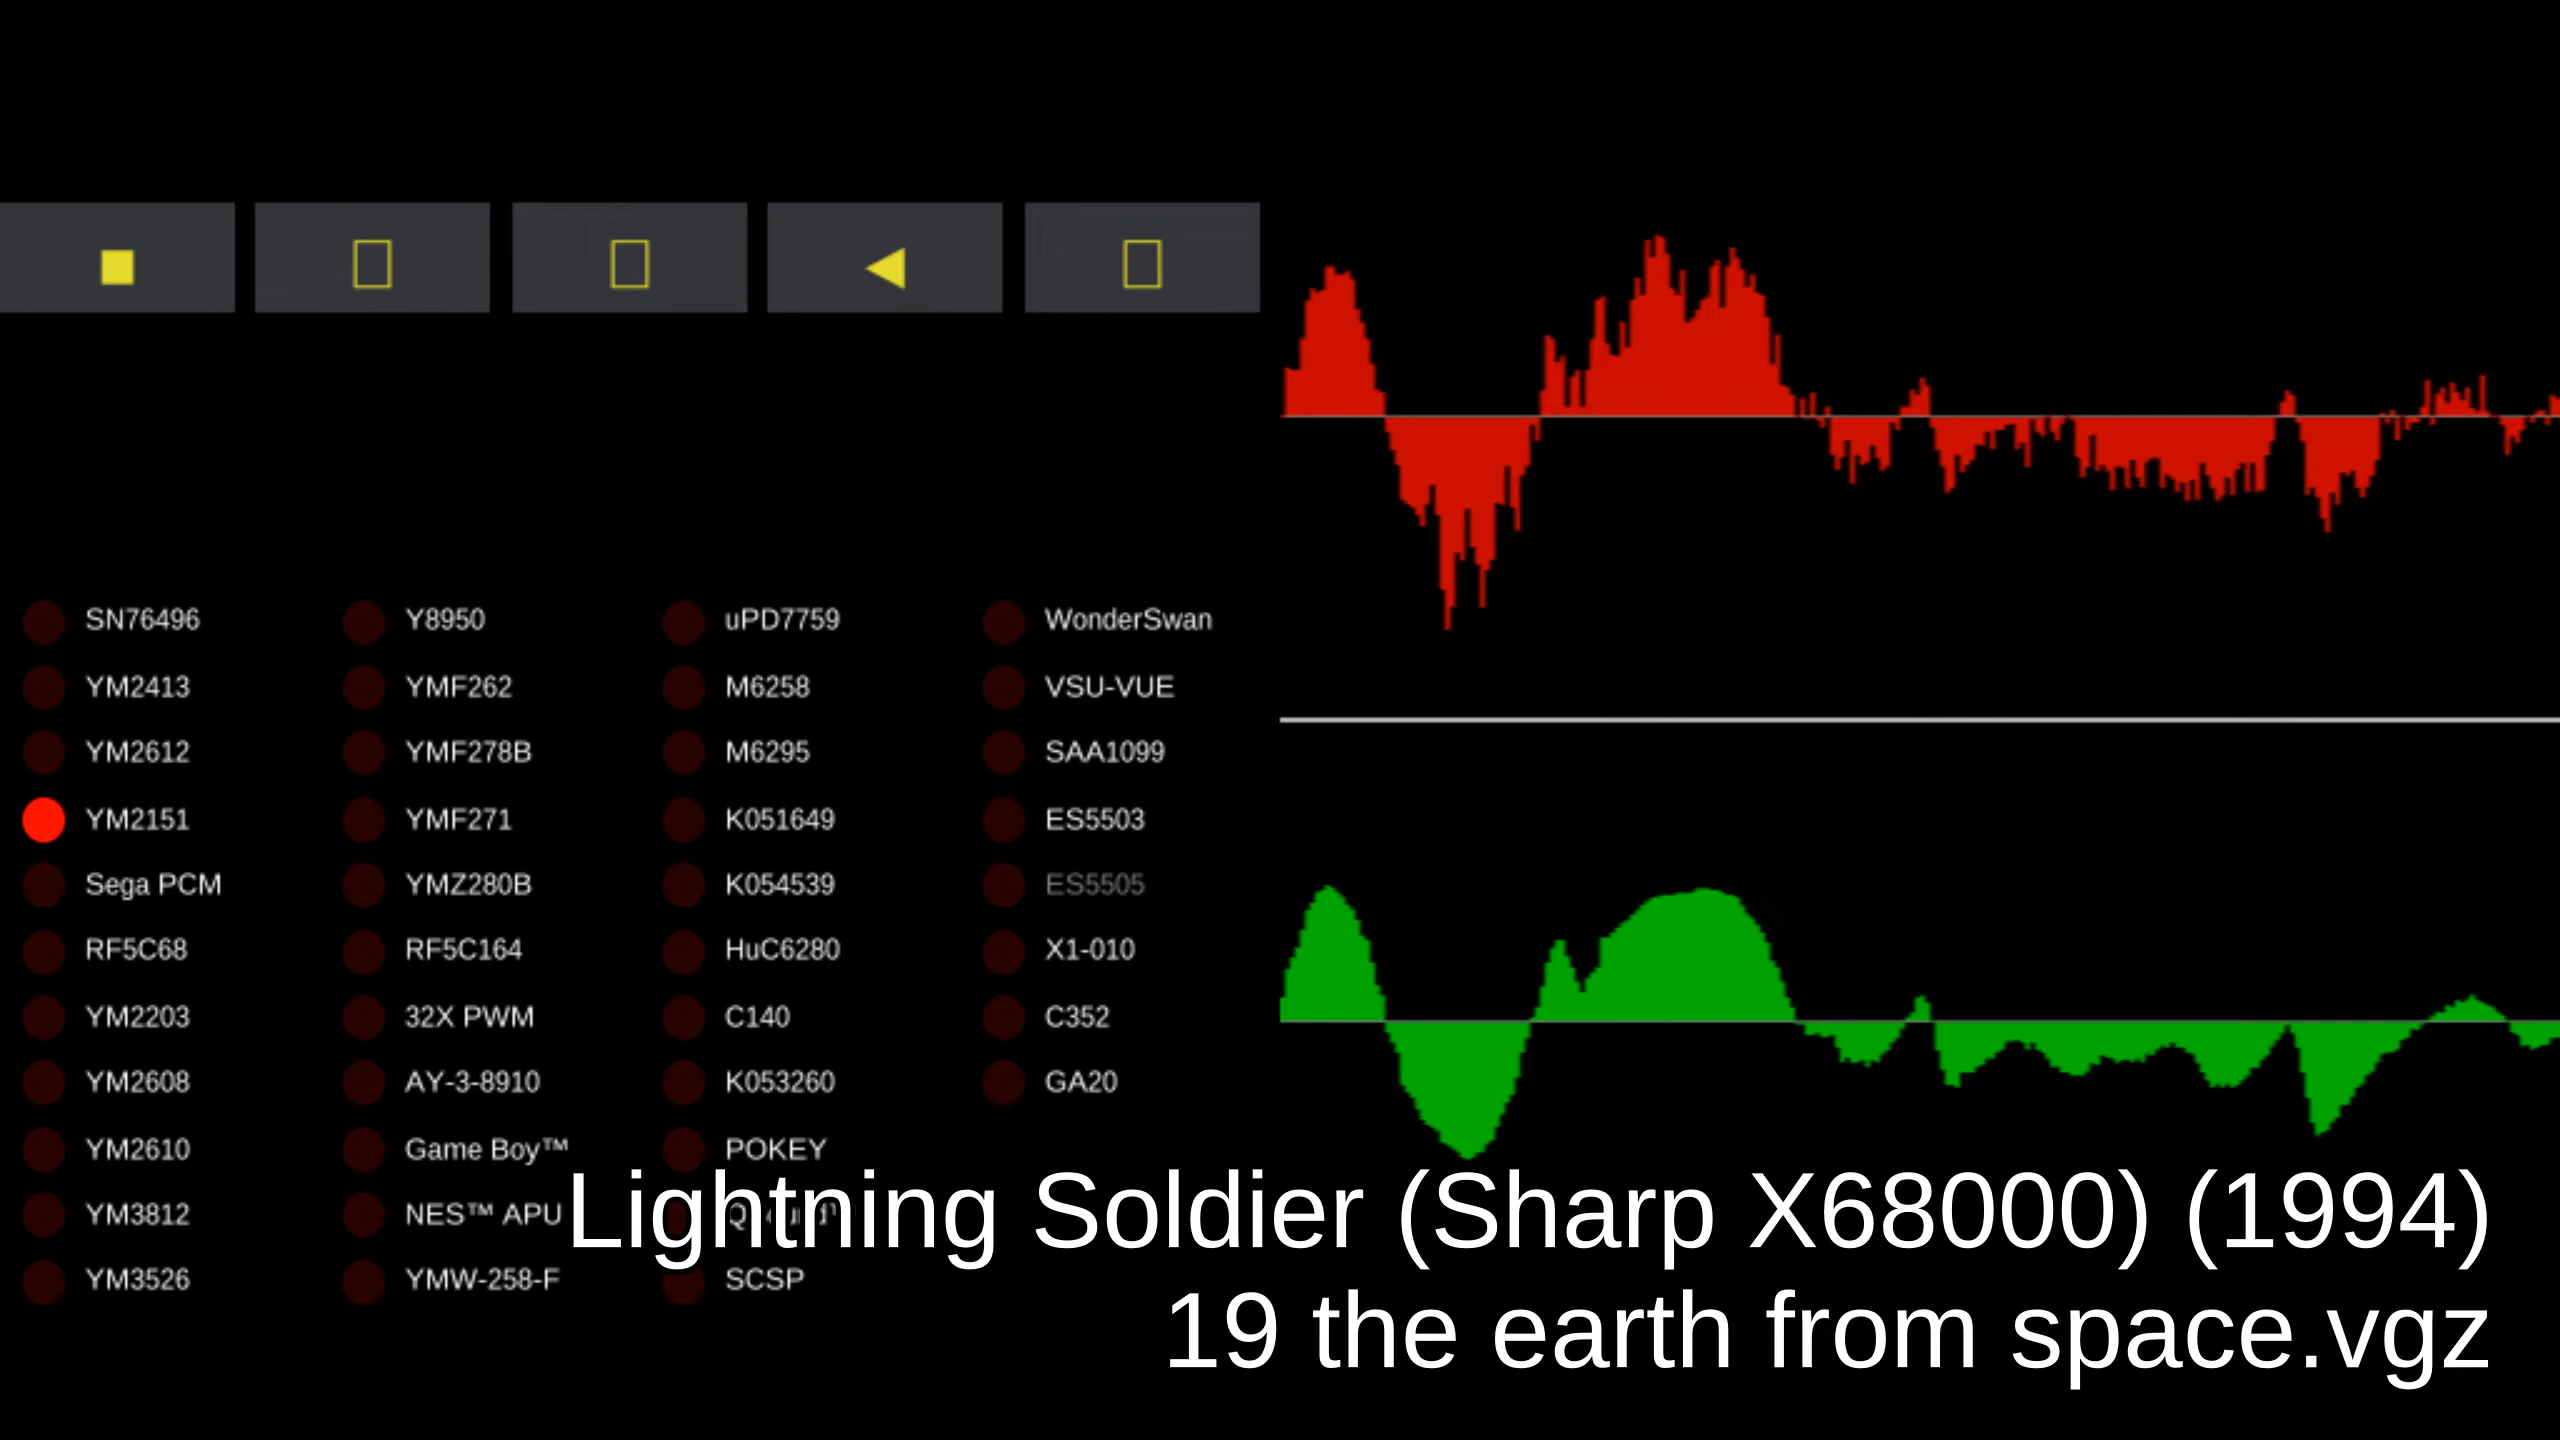 SN76496
YM2413
YM2612
YM2151
Sega PCM
RF5C68
YM2203
YM2608
YM2610
YM3812
YM3526
Y8950
YMF262
YMF278B
YMF271
YMZ280B
RF5C164
32X PWM
AY-3-8910
Game Boy™
NES™ APU
YMW-258-F
uPD7759
M6258
M6295
K051649
K054539
HuC6280
C140
K053260
POKEY
SCSP
WonderSwan
VSU-VUE
SAA1099
ES5503
ES5505
X1-010
C352
GA20
Lightning Soldier (Sharp X68000) (1994)
19 the earth from space.vgz